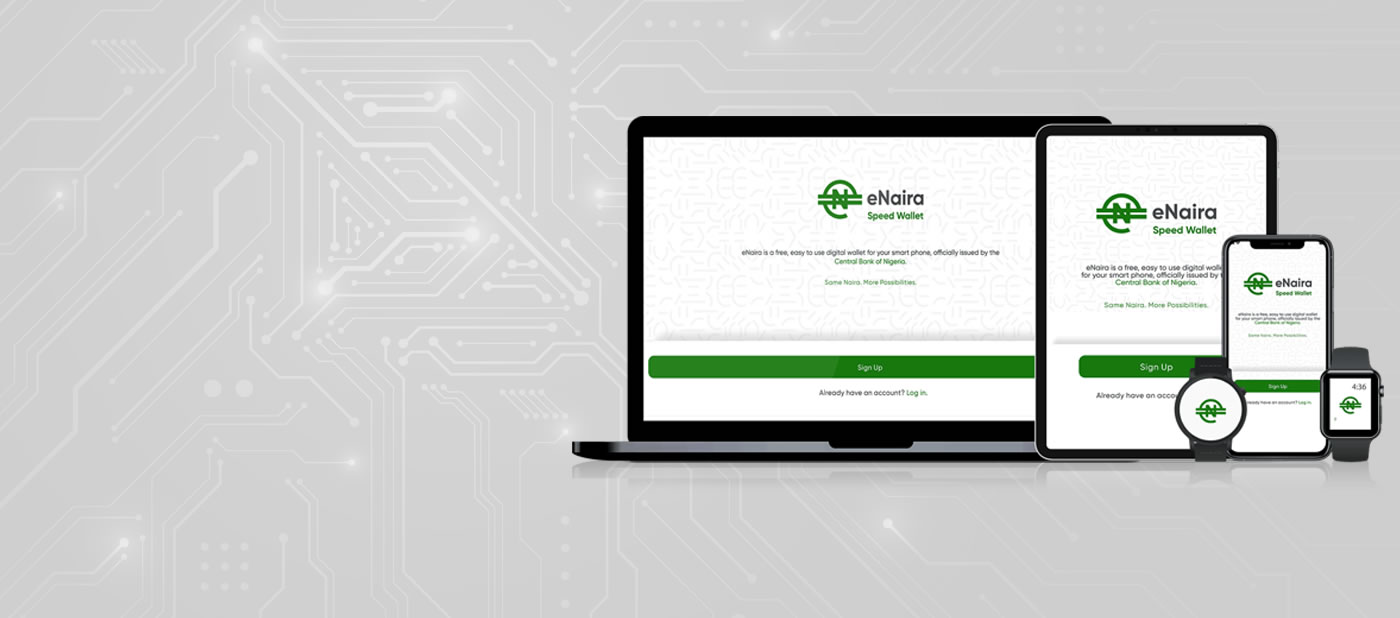 eNaira
Speed Wallet
eNaira is a free, easy to use digital wallet for your smart phone, officially issued by the
Central Bank of Nigeria.
Same Naira. More Possibilities.
Sign Up
Already have an account? Log in.
eNaira
Speed Wallet
eNaira is a free, easy to use digital
for your smart phone, officially issued by
Central Bank of Nigeria.
Same Naira. More Possibilities.
Sign Up
Already have an
eNaira
Speed Wallet
eNaira is a free, easy to use digital wallet
for your smart phone, officially issued by the
Central Bank of Nigeria.
Same Naira. More Possibilities.
Sign Up
Already have an account? Log in.
4:36